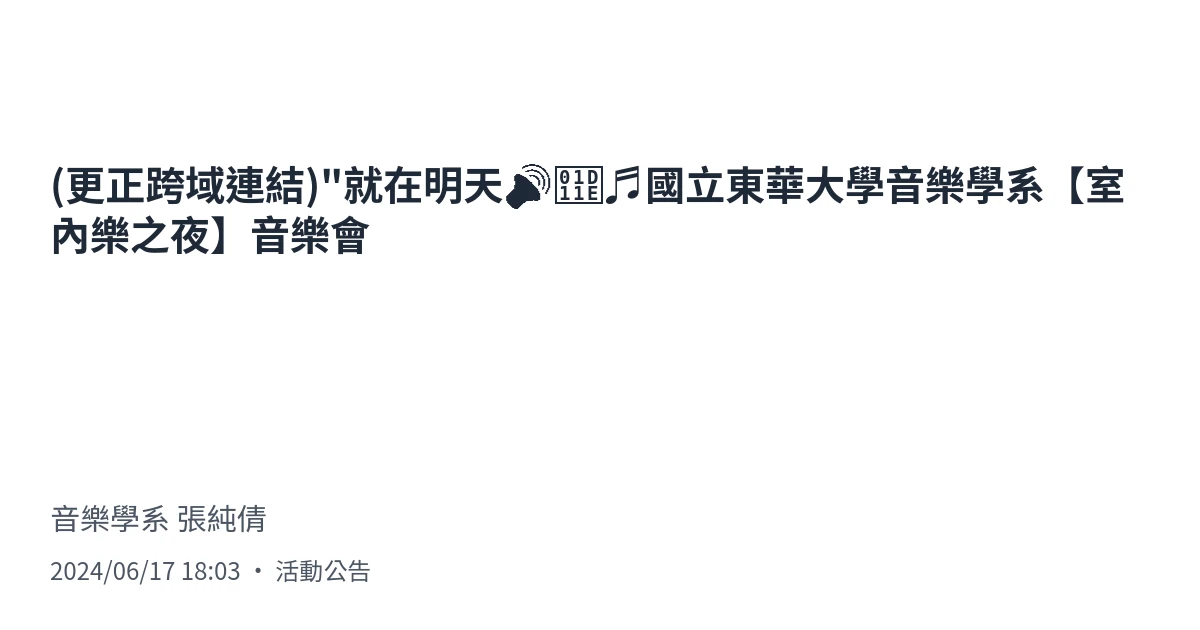 (更正跨域連結)"就在明天🔊𝄞🎵國立東華大學音樂學系【室
內樂之夜】音樂會
音樂學系 張純倩
2024/06/17 18:03 ・ 活動公告